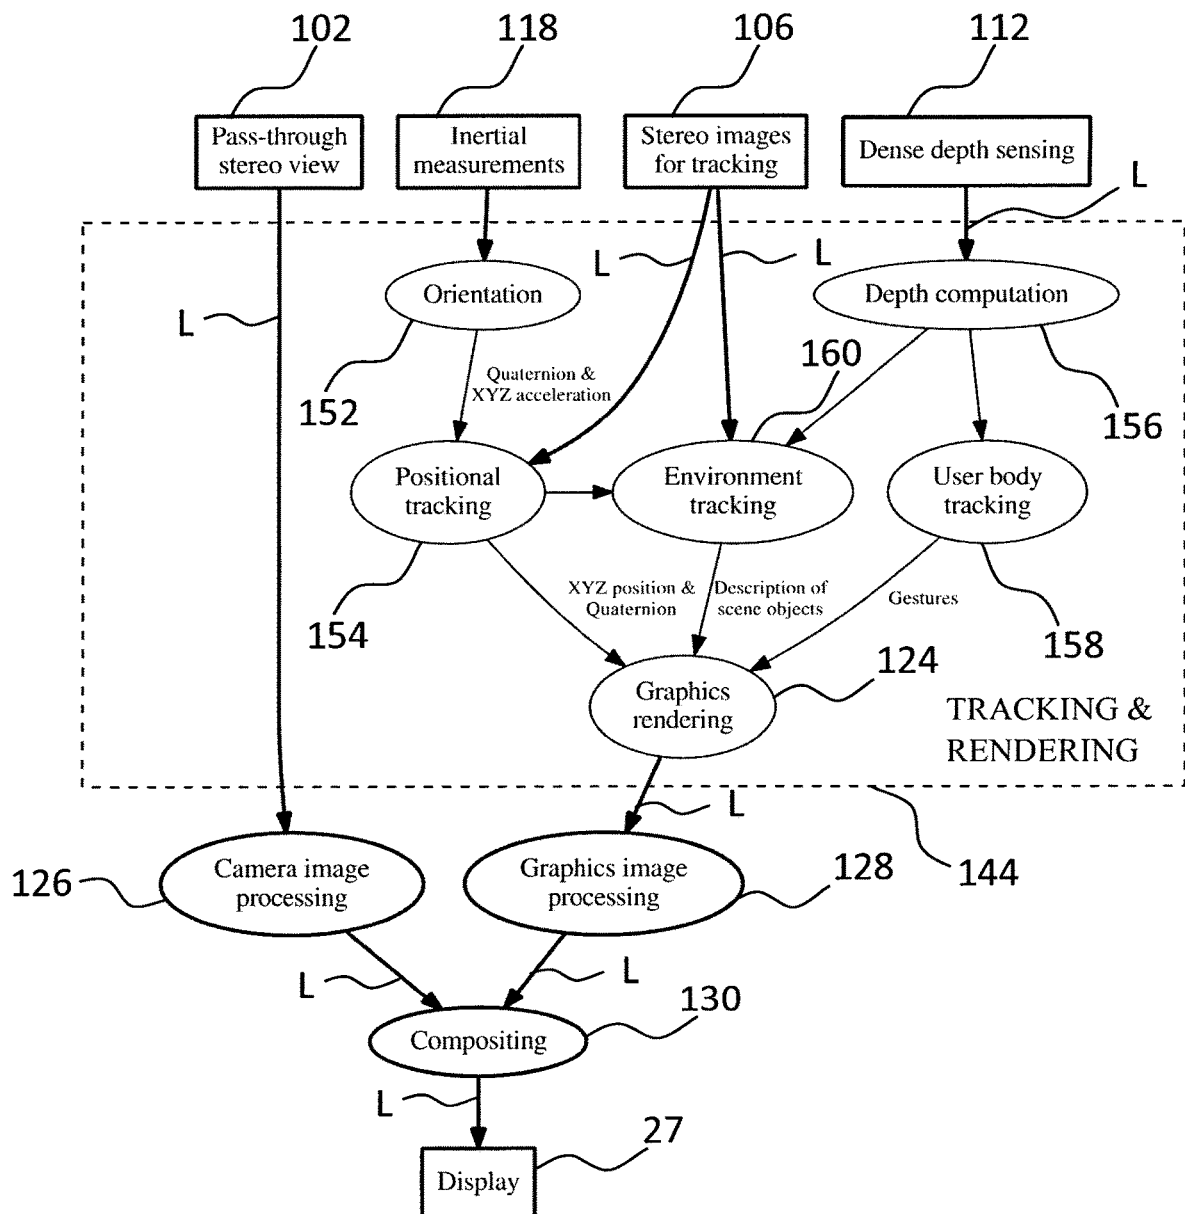 102
118
106
112
Pass-through
stereo view
Inertial
measurements
Stereo images
for tracking
Dense depth sensing
L
L
L
L
Orientation
Depth computation
152
Quaternion &
XYZ acceleration
160
156
Positional
tracking
Environment
tracking
User body
tracking
154
XYZ position &
Quaternion
Description of
scene objects
Gestures
158
124
Graphics
rendering
TRACKING &
RENDERING
L
144
126
Camera image
processing
Graphics image
processing
128
L
L
130
Compositing
L
27
Display